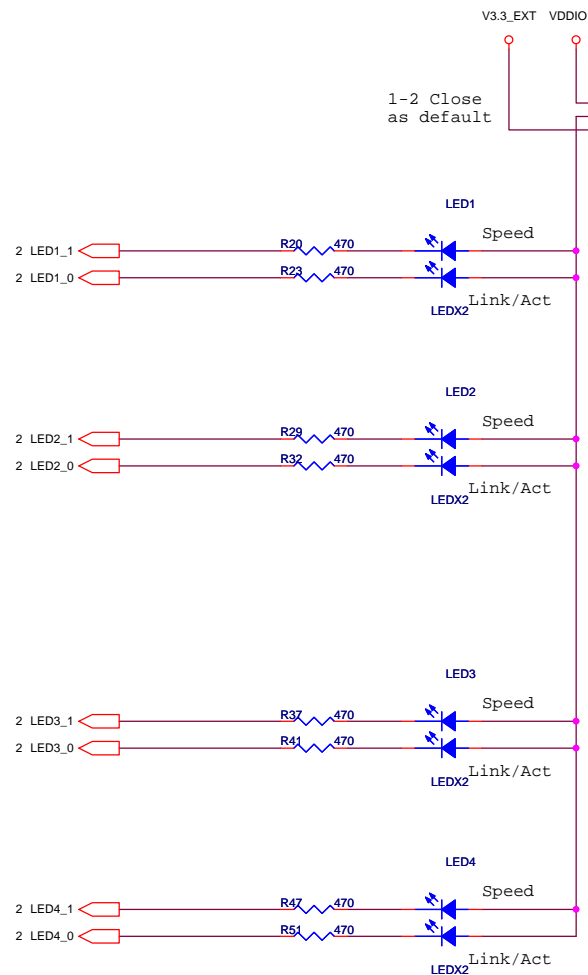 V3.3_EXT VDDIO
1-2 Close
as default
LED1
Speed
2 LED1_1 R20 470
2 LED1_0 R23 470
Link/Act
LEDX2
LED2
Speed
2 LED2_1 R29 470
2 LED2_0 R32 470
Link/Act
LEDX2
LED3
Speed
2 LED3_1 R37 470
2 LED3_0 R41 470
Link/Act
LEDX2
LED4
Speed
2 LED4_1 R47 470
2 LED4_0 R51 470
Link/Act
LEDX2